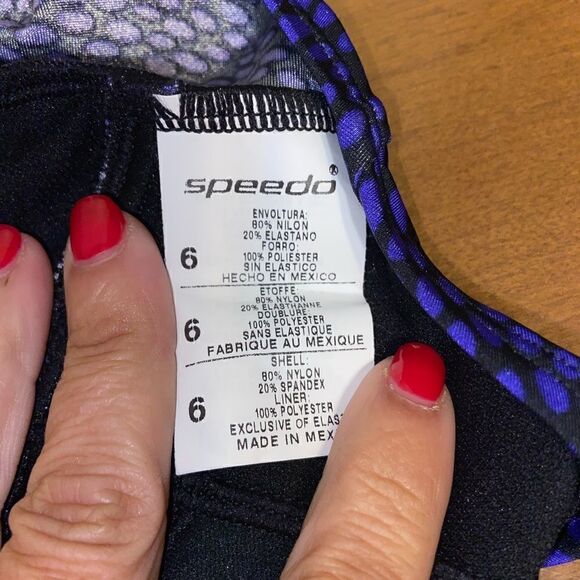 speedo®
ENVOLTURA:
80% NILON
20% ELASTANO
FORRO:
6 100% POLIESTER
SIN ELASTICO
HECHO EN MEXICO
ETOFFE:
80% NYLON
20% ELASTHANNE
DOUBLURE:
6 100% POLYESTER
SANS ELASTIQUE
FABRIQUE AU MEXIQUE
SHELL:
80% NYLON
20% SPANDEX
6 LINER:
100% POLYESTER
EXCLUSIVE OF ELAS
MADE IN MEX